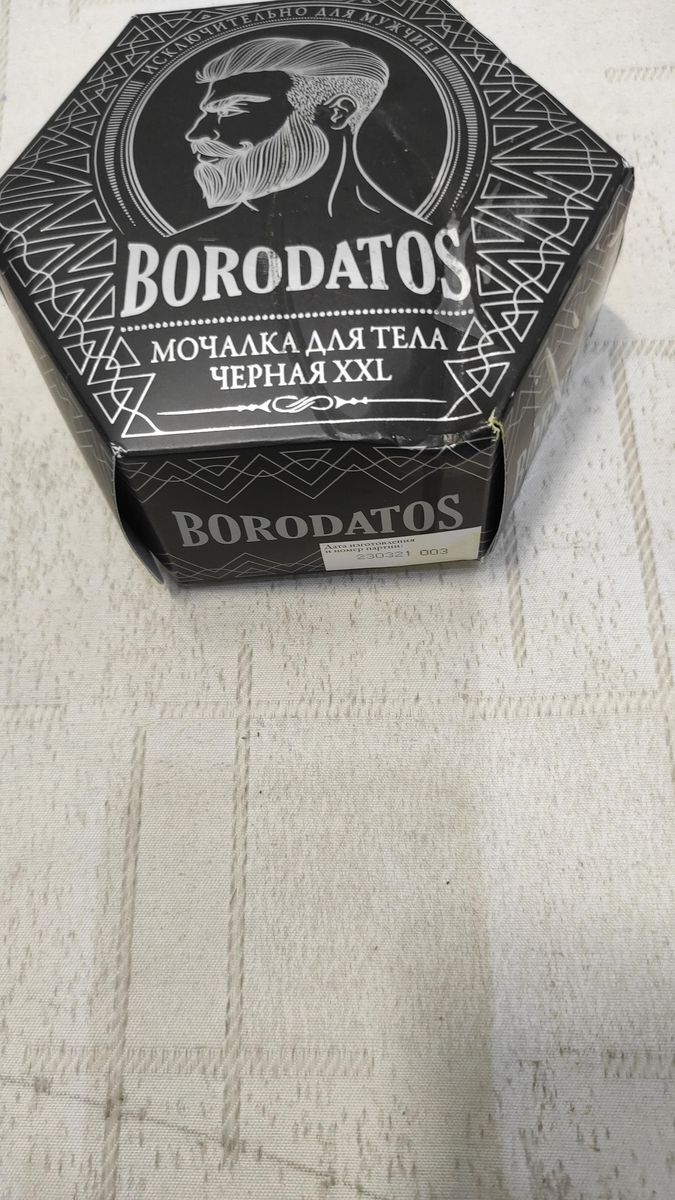 ИСКЛЮЧИТЕЛЬНО ДЛЯ МУЖЧИН
BORODATOS
МОЧАЛКА ДЛЯ ТЕЛА
ЧЕРНАЯ XXL
BORODATOS
Дата изготовления
и номер партии:
230321 003